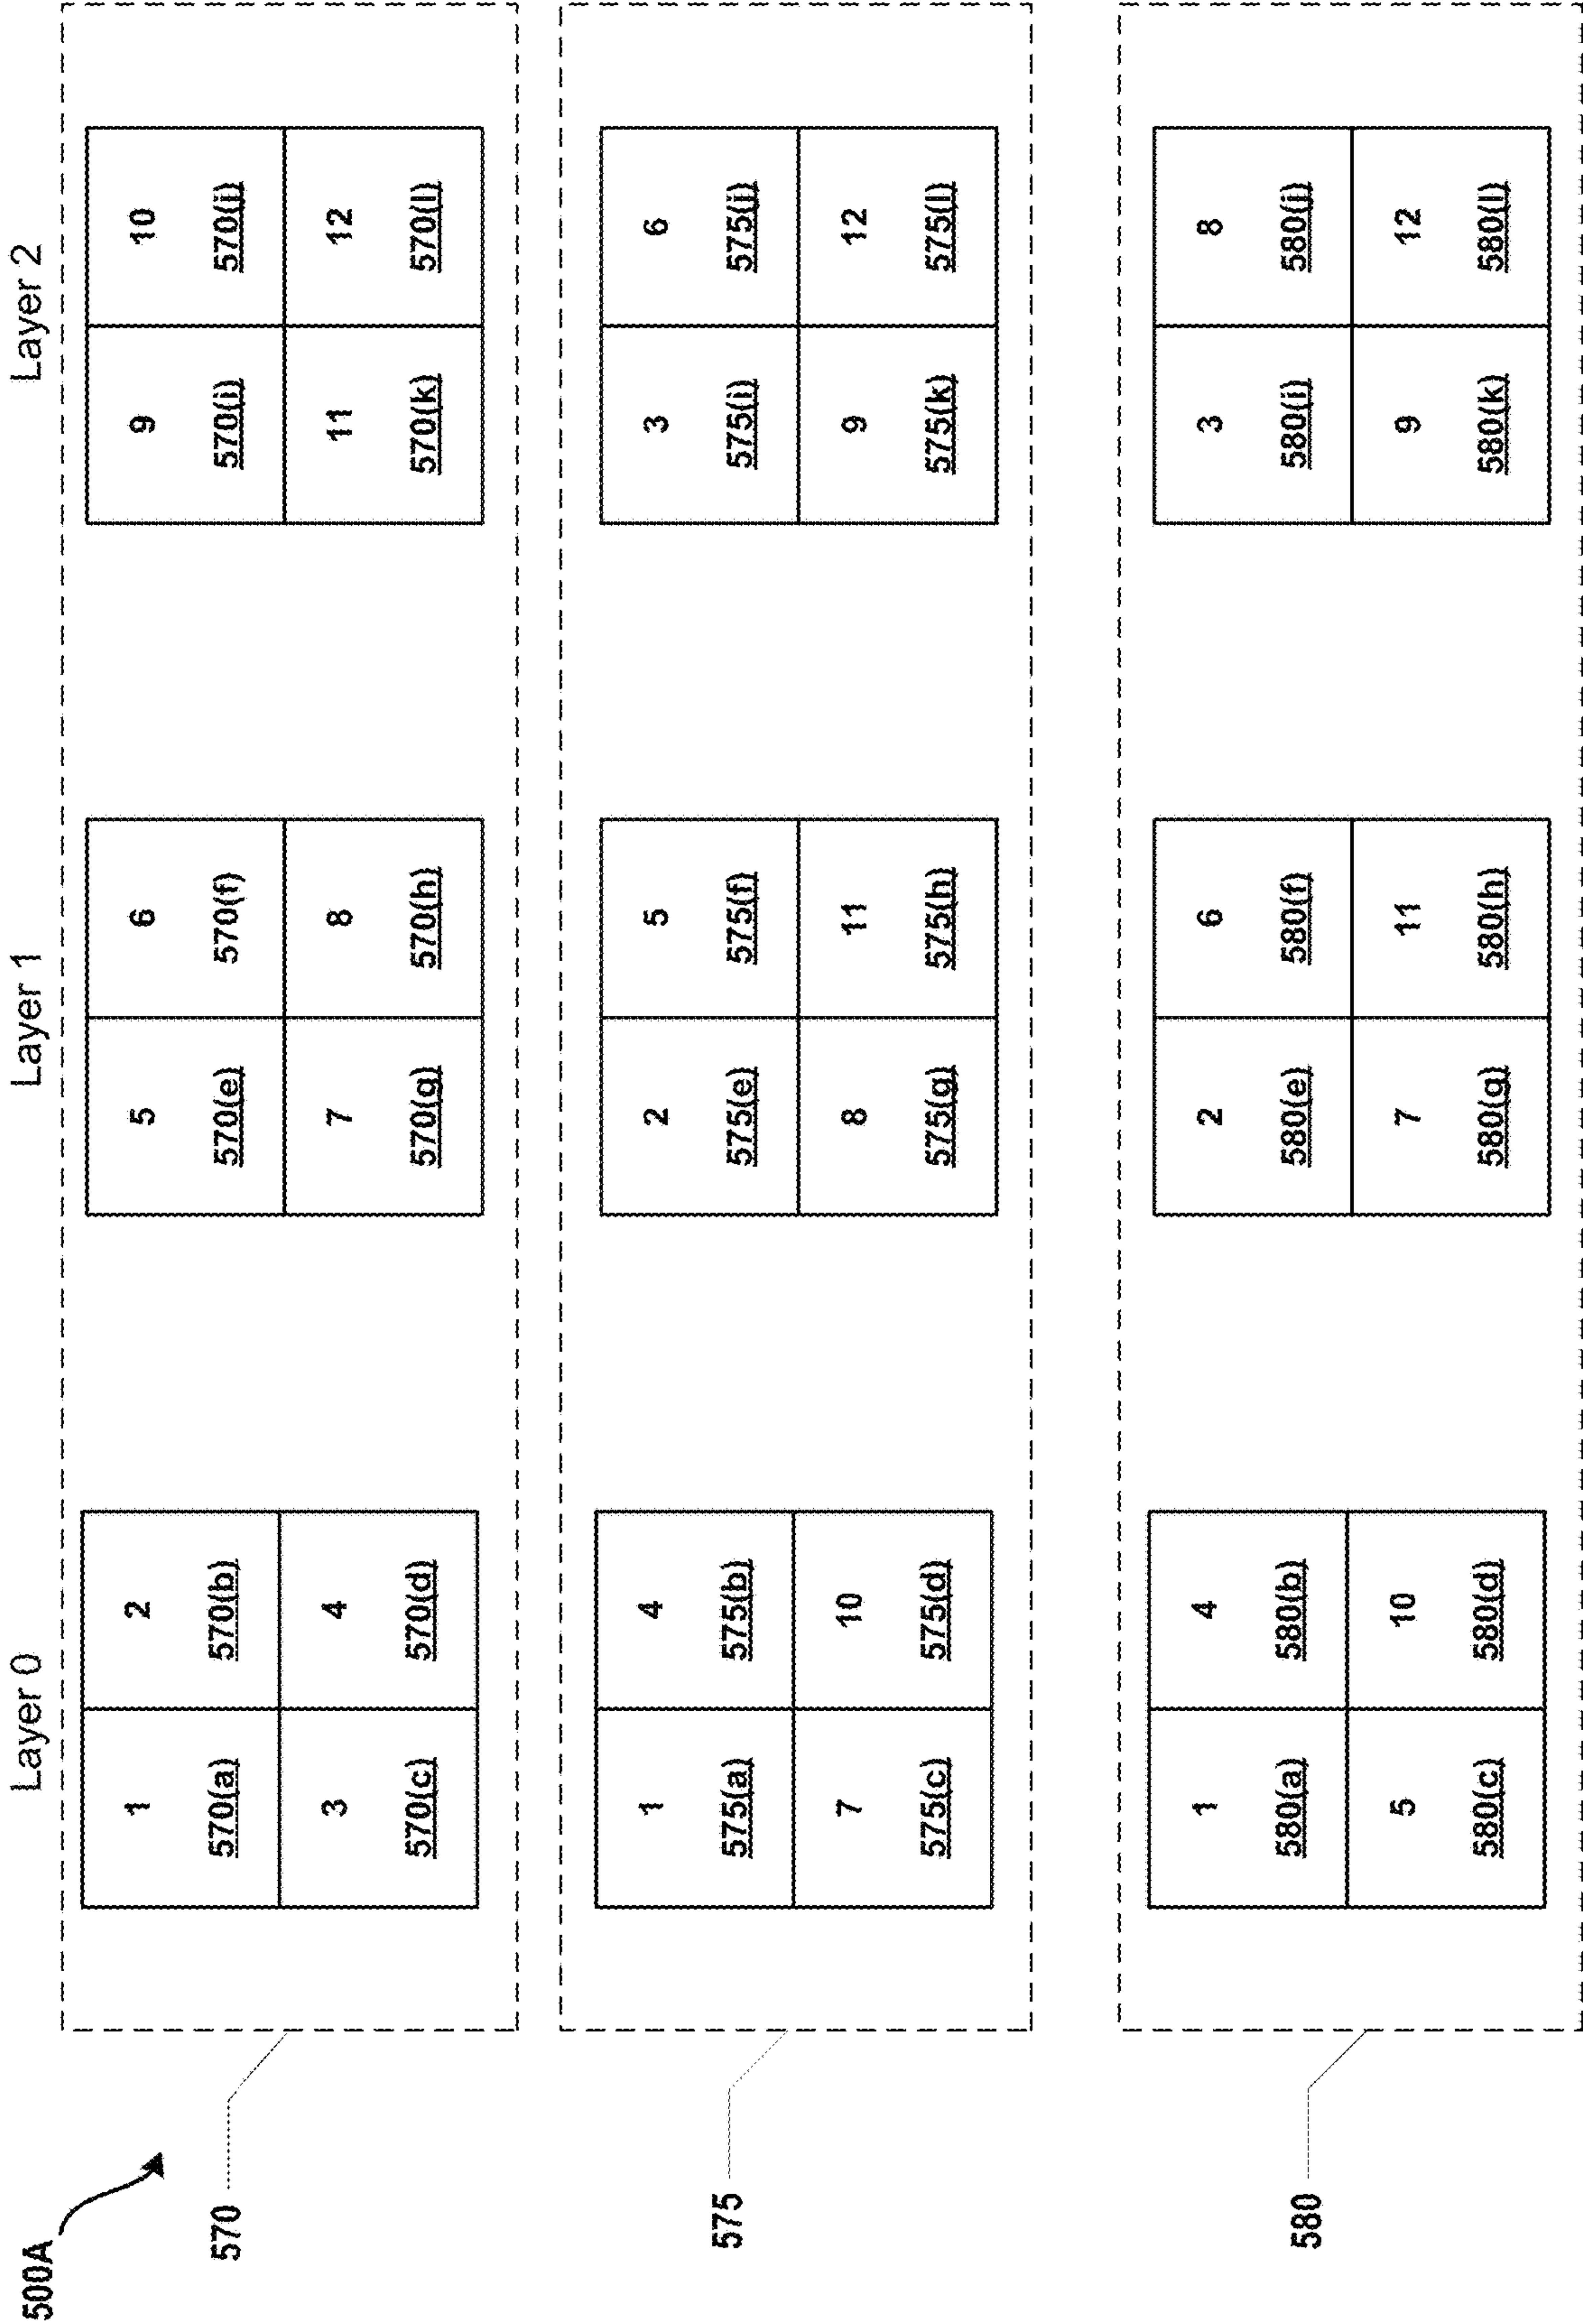 500A
Layer 0
Layer 1
Layer 2
570
1
2
5
6
9
10
570(a)
570(b)
570(e)
570(f)
570(i)
570(j)
3
4
7
8
11
12
570(c)
570(d)
570(g)
570(h)
570(k)
570(l)
575
1
4
2
5
3
6
575(a)
575(b)
575(e)
575(f)
575(i)
575(j)
7
10
8
11
9
12
575(c)
575(d)
575(g)
575(h)
575(k)
575(l)
580
1
4
2
6
3
8
580(a)
580(b)
580(e)
580(f)
580(i)
580(j)
5
10
7
11
9
12
580(c)
580(d)
580(g)
580(h)
580(k)
580(l)